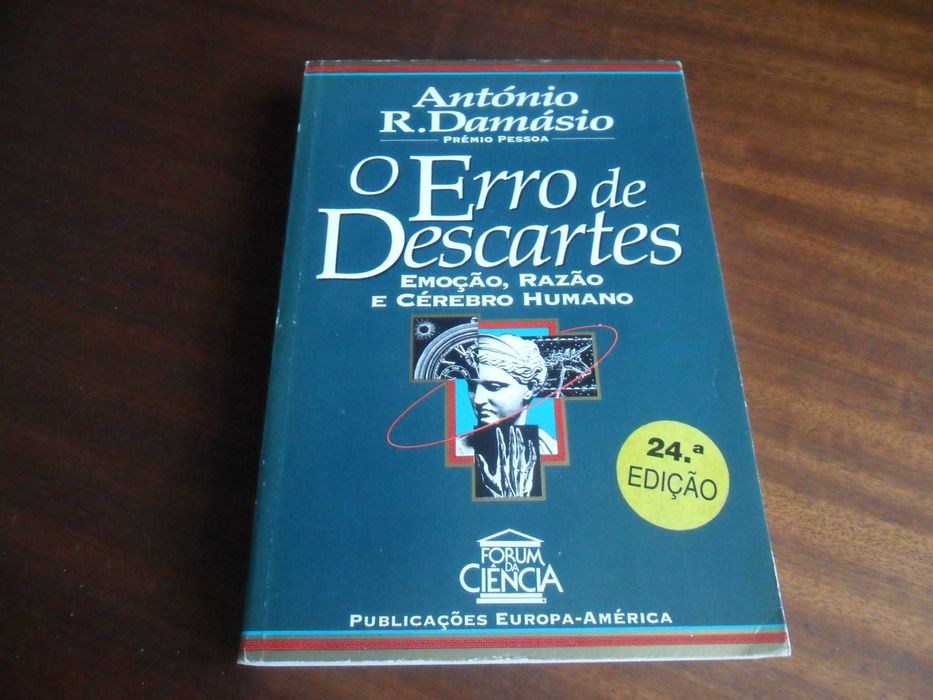 António
R. Damásio
PRÉMIO PESSOA
O Erro de
Descartes
EMOÇÃO, RAZÃO
E CÉREBRO HUMANO
24.ª
EDIÇÃO
FORUM
DA
CIÊNCIA
PUBLICAÇÕES EUROPA-AMÉRICA